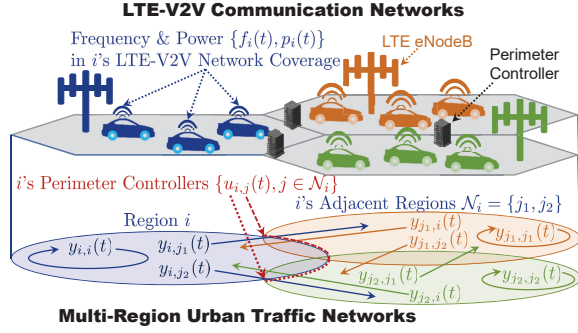 LTE-V2V Communication Networks
Frequency & Power {f_i(t), p_i(t)}
in i's LTE-V2V Network Coverage
LTE eNodeB
Perimeter
Controller
i's Perimeter Controllers {u_{i,j}(t), j ∈ N_i}
i's Adjacent Regions N_i = {j_1, j_2}
Region i
y_{i,i}(t)
y_{i,j_1}(t)
y_{i,j_2}(t)
y_{j_1,i}(t)
y_{j_1,j_2}(t)
y_{j_1,j_1}(t)
y_{j_2,j_1}(t)
y_{j_2,i}(t)
y_{j_2,j_2}(t)
Multi-Region Urban Traffic Networks